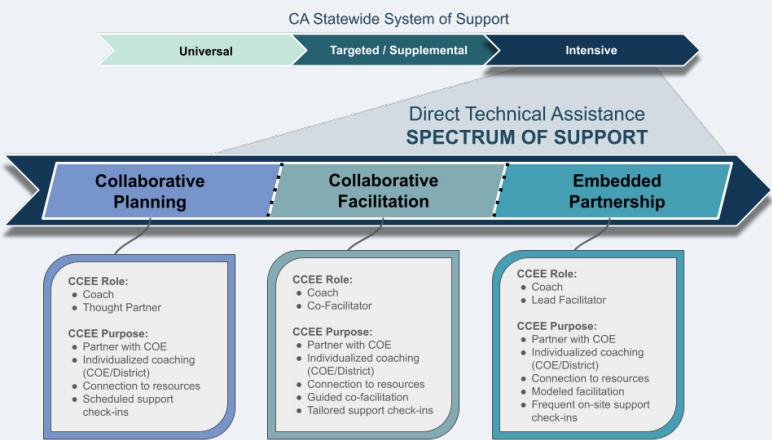 CA Statewide System of Support
Universal
Targeted / Supplemental
Intensive
Direct Technical Assistance
SPECTRUM OF SUPPORT
Collaborative
Planning
Collaborative
Facilitation
Embedded
Partnership
CCEE Role:
● Coach
● Thought Partner
CCEE Purpose:
● Partner with COE
● Individualized coaching
(COE/District)
● Connection to resources
● Scheduled support
check-ins
CCEE Role:
● Coach
● Co-Facilitator
CCEE Purpose:
● Partner with COE
● Individualized coaching
(COE/District)
● Connection to resources
● Guided co-facilitation
● Tailored support check-ins
CCEE Role:
● Coach
● Lead Facilitator
CCEE Purpose:
● Partner with COE
● Individualized coaching
(COE/District)
● Connection to resources
● Modeled facilitation
● Frequent on-site support
check-ins